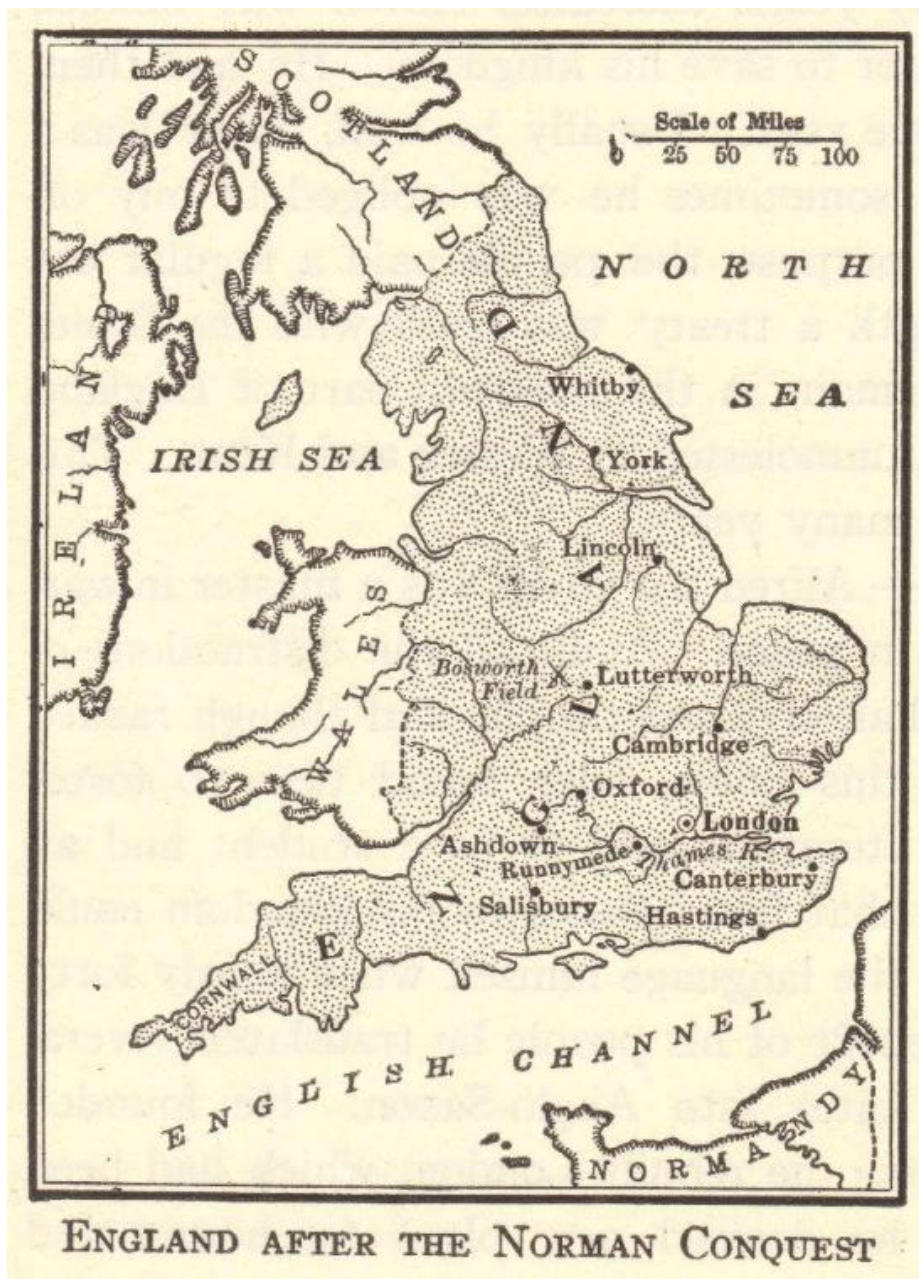 SCOTLAND
Scale of Miles
0 25 50 75 100
NORTH
SEA
Whitby
York
IRISH SEA
IRELAND
Lincoln
WALES
Bosworth
Field
Lutterworth
Cambridge
Oxford
London
Ashdown
Runnymede
Thames R.
Canterbury
Salisbury
Hastings
ENGLAND
CORNWALL
ENGLISH CHANNEL
NORMANDY
ENGLAND AFTER THE NORMAN CONQUEST